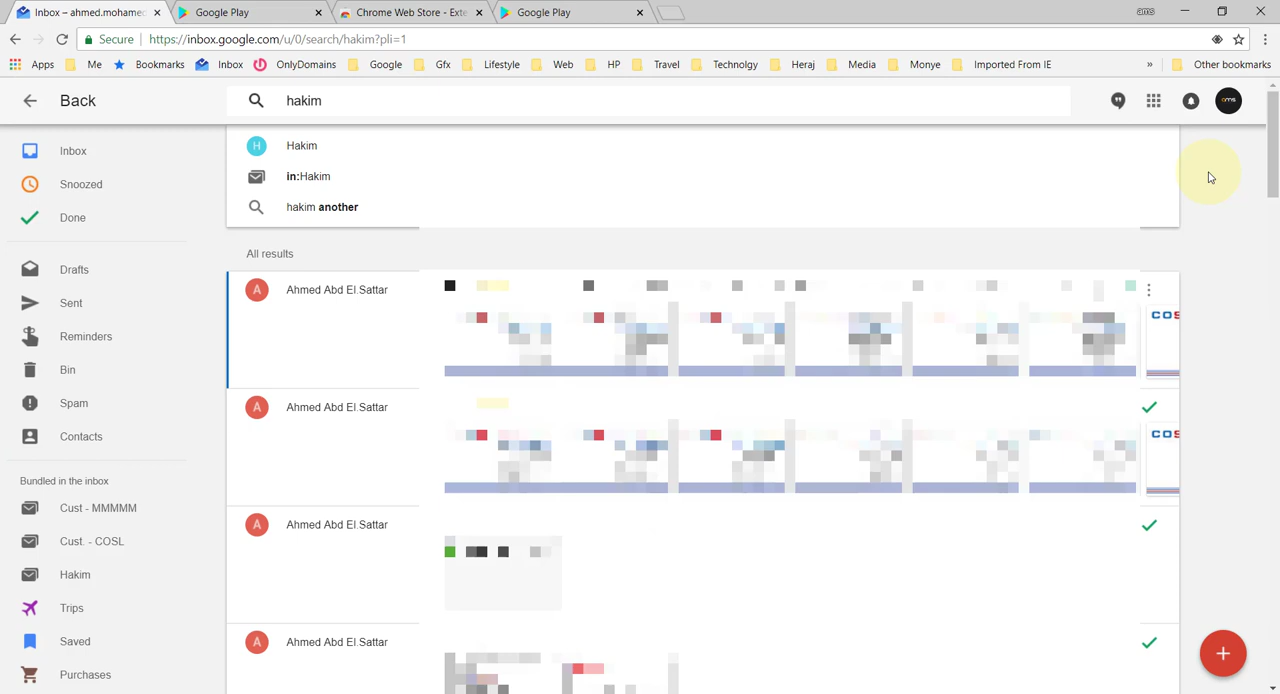 Inbox – ahmed.mohame
Google Play
Chrome Web Store - Exte
Google Play
ams
Secure
https://inbox.google.com/u/0/search/hakim?pli=1
Apps
Me
Bookmarks
Inbox
OnlyDomains
Google
Gfx
Lifestyle
Web
HP
Travel
Technolgy
Heraj
Media
Monye
Imported From IE
»
Other bookmarks
Back
hakim
ams
Inbox
Snoozed
Done
Drafts
Sent
Reminders
Bin
Spam
Contacts
Bundled in the inbox
Cust - MMMMM
Cust. - COSL
Hakim
Trips
Saved
Purchases
H
Hakim
in:Hakim
hakim another
All results
A
Ahmed Abd El.Sattar
COS
A
Ahmed Abd El.Sattar
COS
A
Ahmed Abd El.Sattar
A
Ahmed Abd El.Sattar